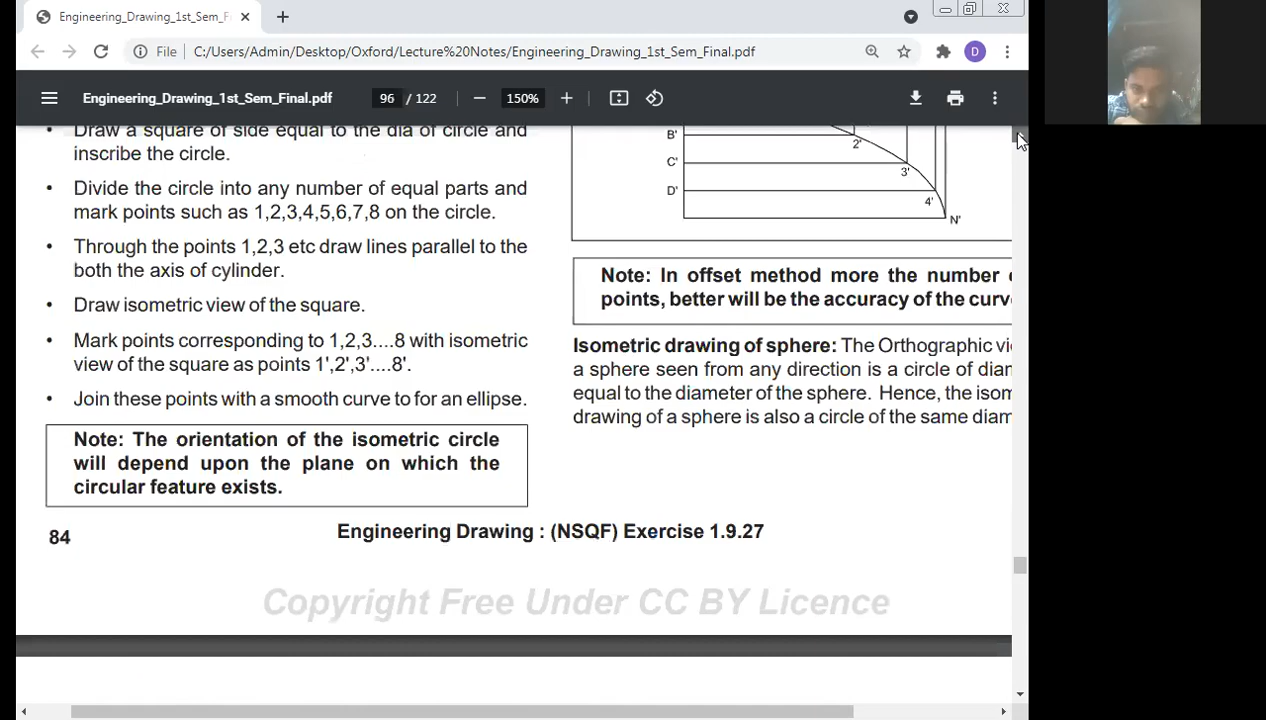 Engineering_Drawing_1st_Sem_Fi
File C:/Users/Admin/Desktop/Oxford/Lecture%20Notes/Engineering_Drawing_1st_Sem_Final.pdf
D
Engineering_Drawing_1st_Sem_Final.pdf
96 / 122
150%
• Draw a square of side equal to the dia of circle and
inscribe the circle.
• Divide the circle into any number of equal parts and
mark points such as 1,2,3,4,5,6,7,8 on the circle.
• Through the points 1,2,3 etc draw lines parallel to the
both the axis of cylinder.
• Draw isometric view of the square.
• Mark points corresponding to 1,2,3....8 with isometric
view of the square as points 1',2',3'....8'.
• Join these points with a smooth curve to for an ellipse.
Note: The orientation of the isometric circle
will depend upon the plane on which the
circular feature exists.
B'
2'
C'
3'
D'
4'
N'
Note: In offset method more the number
points, better will be the accuracy of the curv
Isometric drawing of sphere: The Orthographic vi
a sphere seen from any direction is a circle of diam
equal to the diameter of the sphere. Hence, the isom
drawing of a sphere is also a circle of the same diam
84
Engineering Drawing : (NSQF) Exercise 1.9.27
Copyright Free Under CC BY Licence